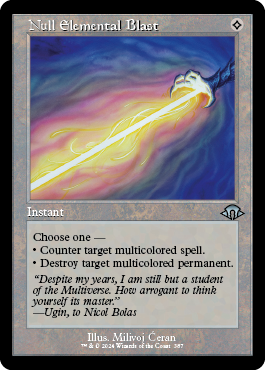 Null Elemental Blast
Instant
Choose one —
• Counter target multicolored spell.
• Destroy target multicolored permanent.
“Despite my years, I am still but a student
of the Multiverse. How arrogant to think
yourself its master.”
—Ugin, to Nicol Bolas
Illus. Milivoj Ćeran
™ & © 2024 Wizards of the Coast 387